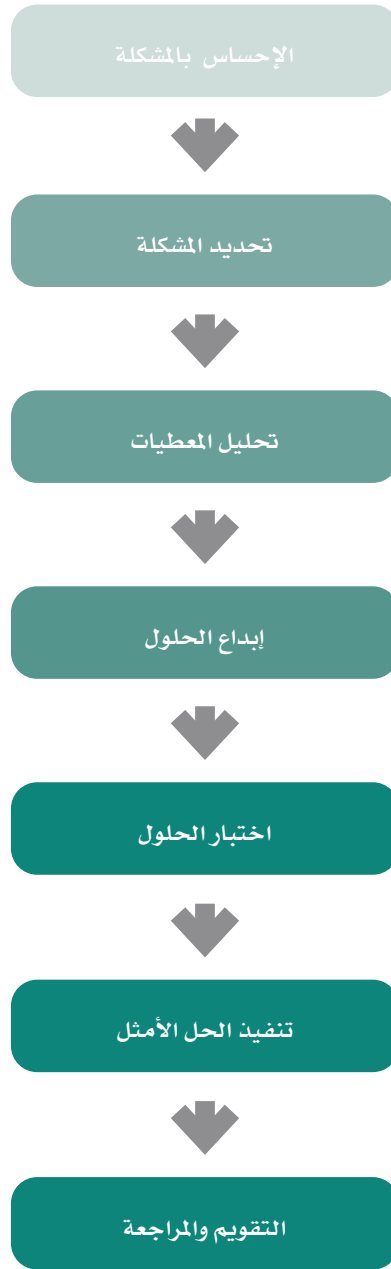 الإحساس بالمشكلة
تحديد المشكلة
تحليل المعطيات
إبداع الحلول
اختبار الحلول
تنفيذ الحل الأمثل
التقويم والمراجعة